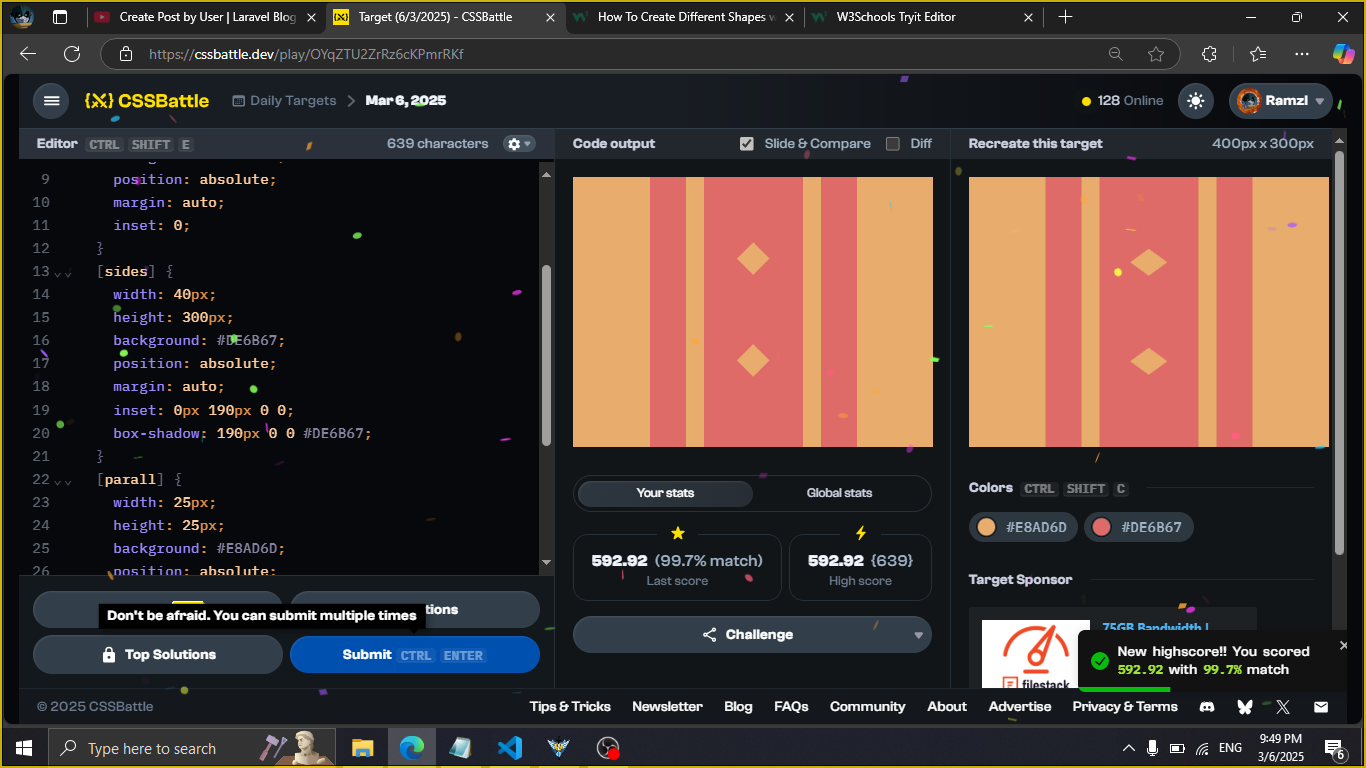 Create Post by User | Laravel Blog
Target (6/3/2025) - CSSBattle
How To Create Different Shapes w
W3Schools Tryit Editor
https://cssbattle.dev/play/OYqZTU2ZrRz6cKPmrRKf
{X} CSSBattle
Daily Targets
Mar 6, 2025
128 Online
Ramzl
Editor CTRL SHIFT E
639 characters
Code output
Slide & Compare
Diff
Recreate this target
400px x 300px
9 position: absolute;
10 margin: auto;
11 inset: 0;
12 }
13 [sides] {
14 width: 40px;
15 height: 300px;
16 background: #DE6B67;
17 position: absolute;
18 margin: auto;
19 inset: 0px 190px 0 0;
20 box-shadow: 190px 0 0 #DE6B67;
21 }
22 [parall] {
23 width: 25px;
24 height: 25px;
25 background: #E8AD6D;
26 position: absolute;
Don't be afraid. You can submit multiple times
Top Solutions
Submit CTRL ENTER
Your stats
Global stats
592.92 (99.7% match)
Last score
592.92 {639}
High score
Challenge
Colors CTRL SHIFT C
#E8AD6D
#DE6B67
Target Sponsor
filestack
75GB Bandwidth |
New highscore!! You scored
592.92 with 99.7% match
© 2025 CSSBattle
Tips & Tricks
Newsletter
Blog
FAQs
Community
About
Advertise
Privacy & Terms
Type here to search
ENG
9:49 PM
3/6/2025
6